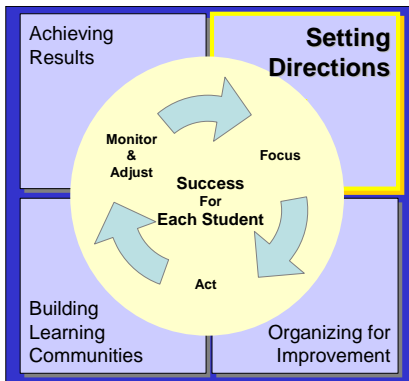 Achieving
Results
Setting
Directions
Monitor
&
Adjust
Focus
Success
For
Each Student
Act
Building
Learning
Communities
Organizing for
Improvement